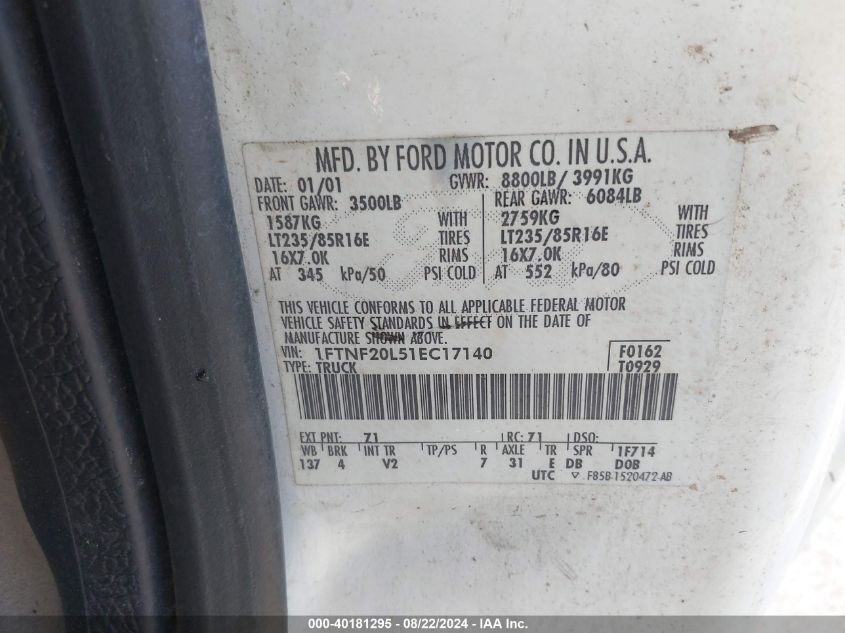 MFD. BY FORD MOTOR CO. IN U.S.A.
DATE: 01/01 GVWR: 8800LB/ 3991KG
FRONT GAWR: 3500LB REAR GAWR: 6084LB
1587KG WITH 2759KG WITH
LT235/85R16E TIRES LT235/85R16E TIRES
16X7.0K RIMS 16X7.0K RIMS
AT 345 kPa/50 PSI COLD AT 552 kPa/80 PSI COLD
THIS VEHICLE CONFORMS TO ALL APPLICABLE FEDERAL MOTOR
VEHICLE SAFETY STANDARDS IN EFFECT ON THE DATE OF
MANUFACTURE SHOWN ABOVE.
VIN: 1FTNF20L51EC17140 F0162
TYPE: TRUCK T0929
EXT PNT: 71 RC: 71 DSO:
WB BRK INT TR TP/PS R AXLE TR SPR 1F714
137 4 V2 7 31 E DB DOB
UTC ▽ F85B-1520472-AB
000-40181295 - 08/22/2024 - IAA Inc.